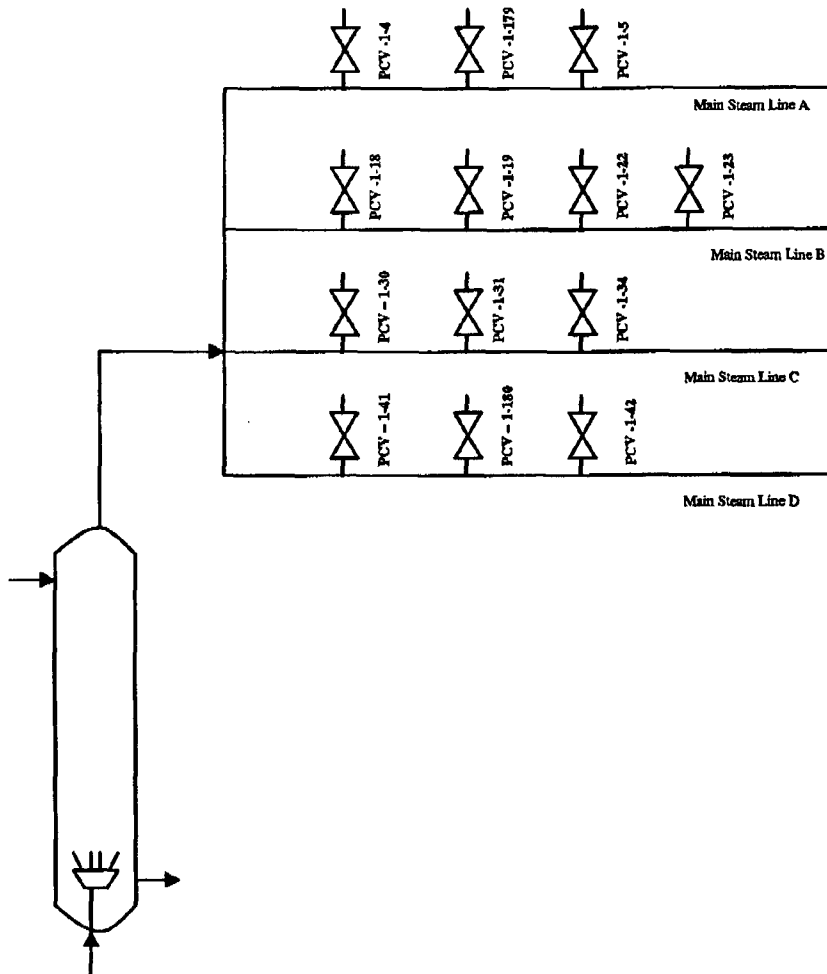 PCV -1-4
PCV -1-179
PCV -1-5
Main Steam Line A
PCV -1-18
PCV -1-19
PCV -1-22
PCV -1-23
Main Steam Line B
PCV – 1-30
PCV -1-31
PCV -1-34
Main Steam Line C
PCV – 1-41
PCV – 1-180
PCV -1-42
Main Steam Line D